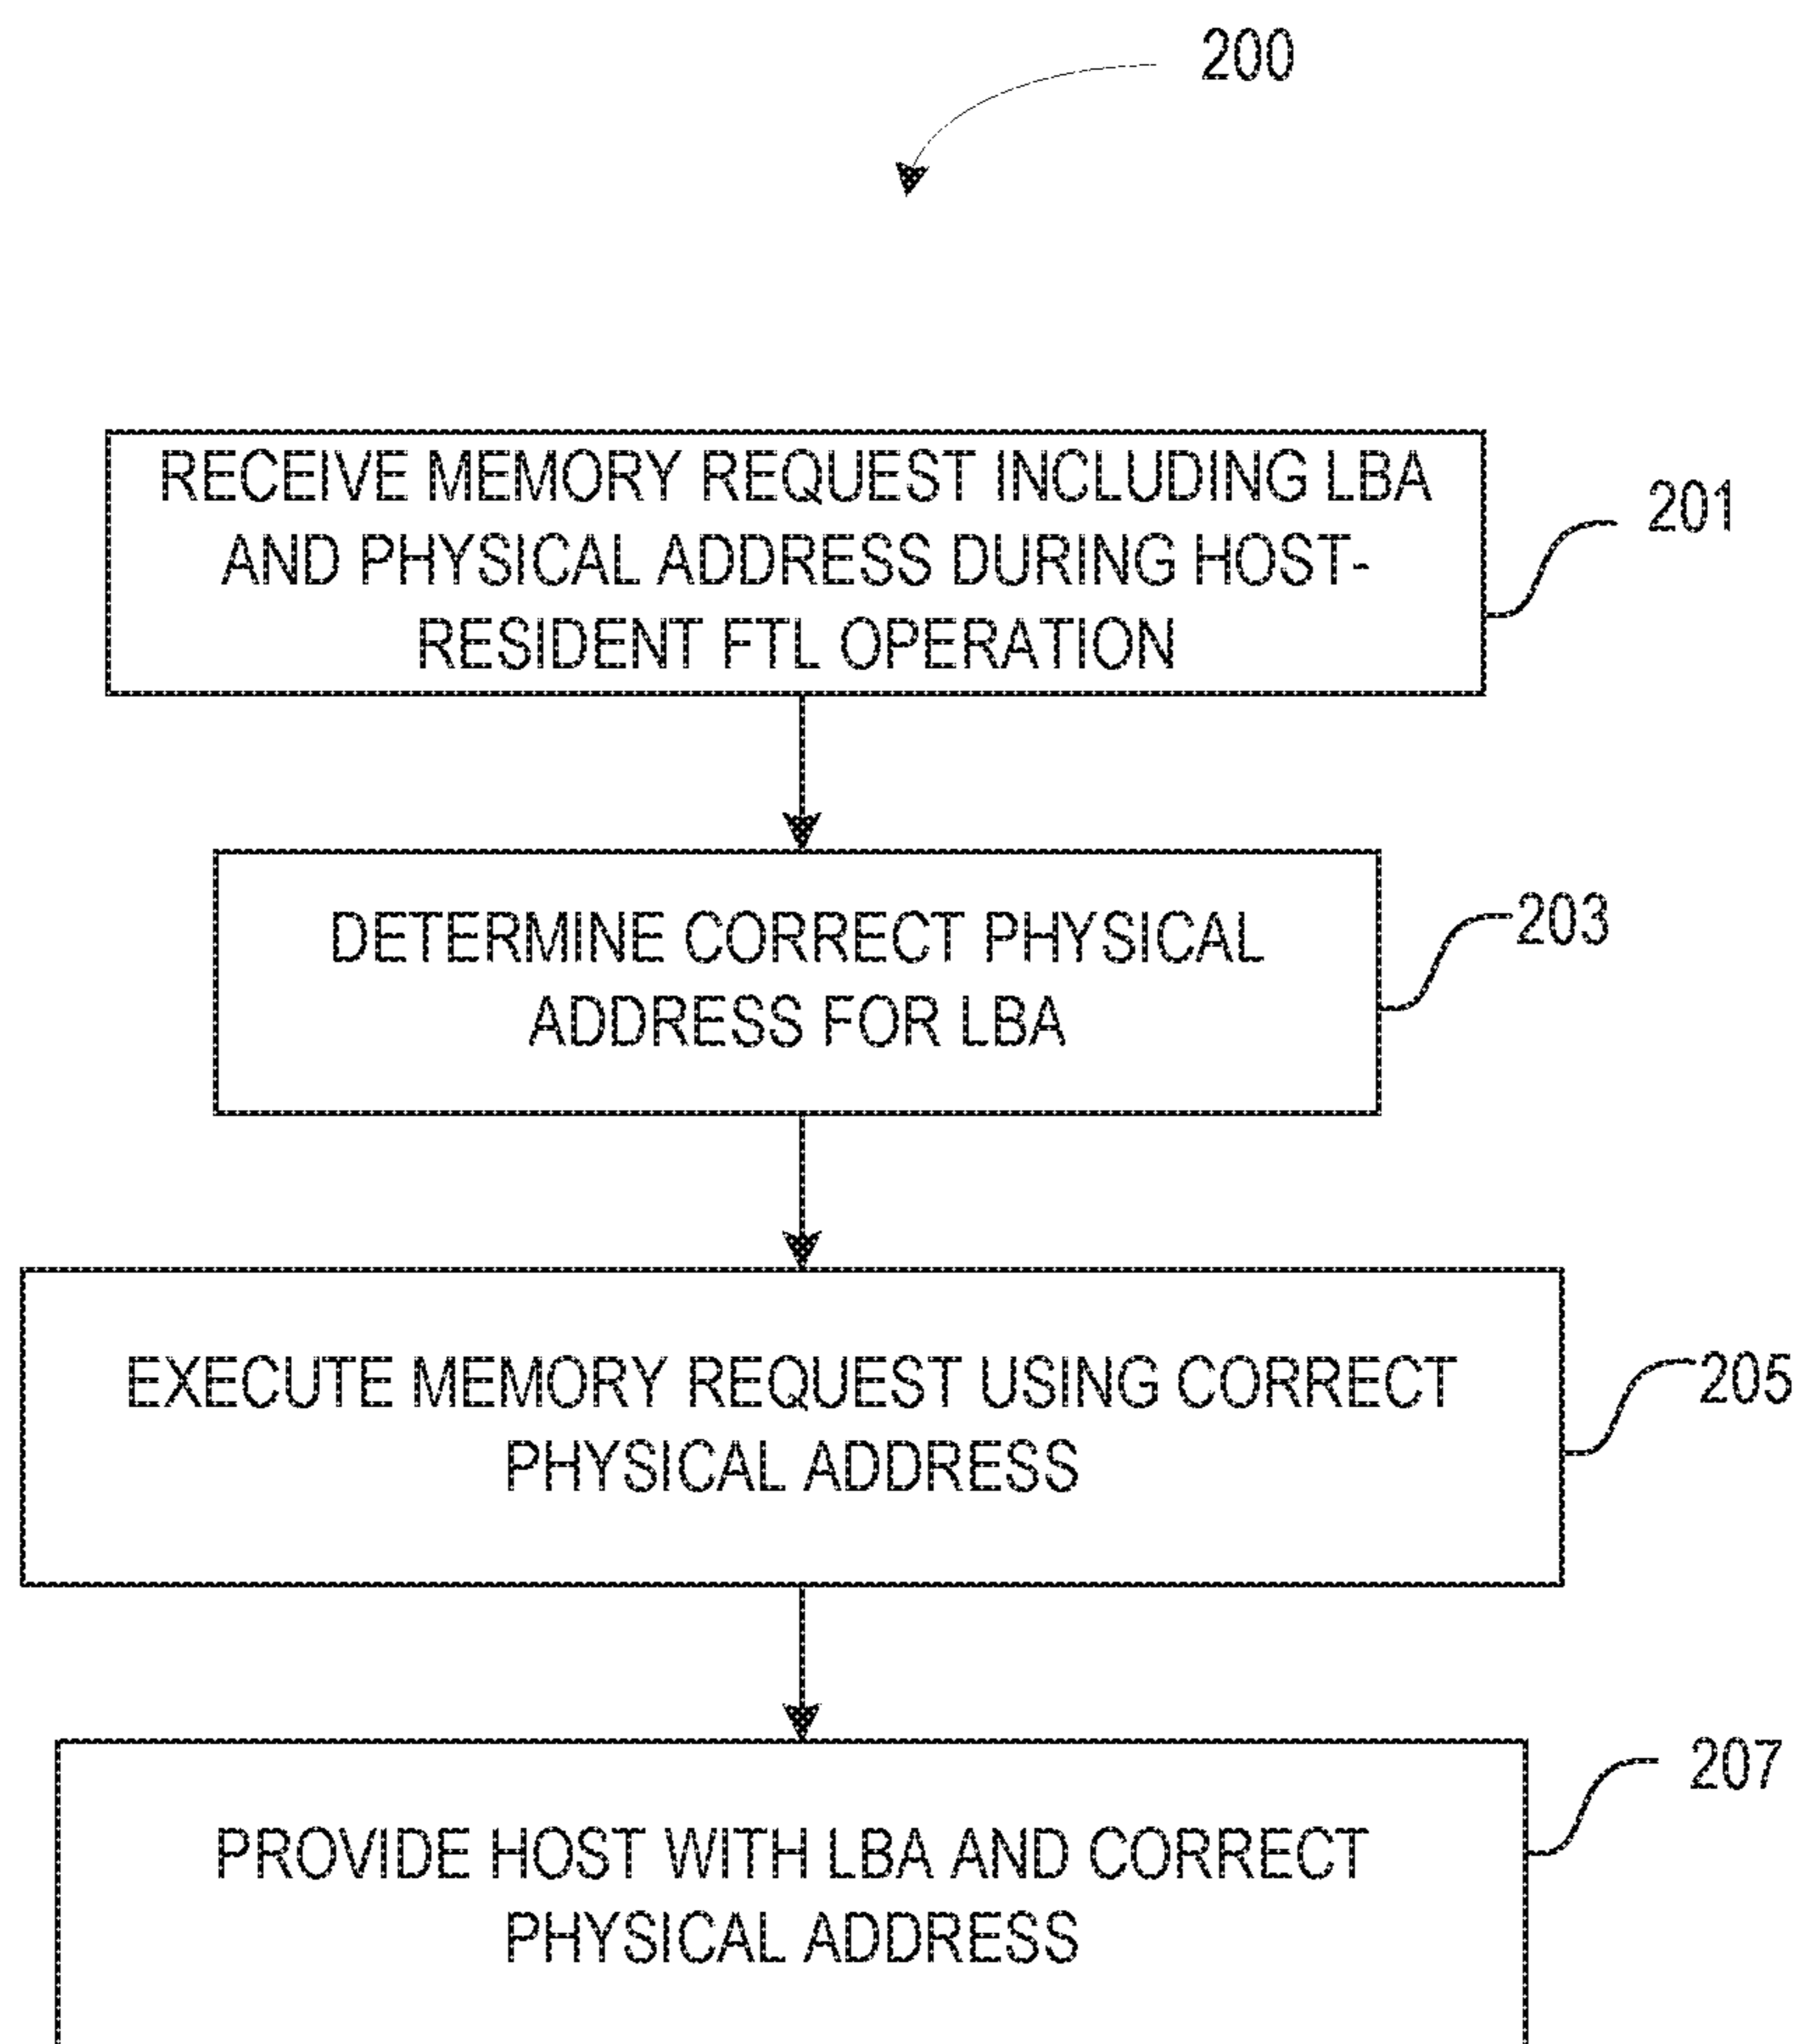 200
RECEIVE MEMORY REQUEST INCLUDING LBA
AND PHYSICAL ADDRESS DURING HOST-
RESIDENT FTL OPERATION
201
DETERMINE CORRECT PHYSICAL
ADDRESS FOR LBA
203
EXECUTE MEMORY REQUEST USING CORRECT
PHYSICAL ADDRESS
205
PROVIDE HOST WITH LBA AND CORRECT
PHYSICAL ADDRESS
207